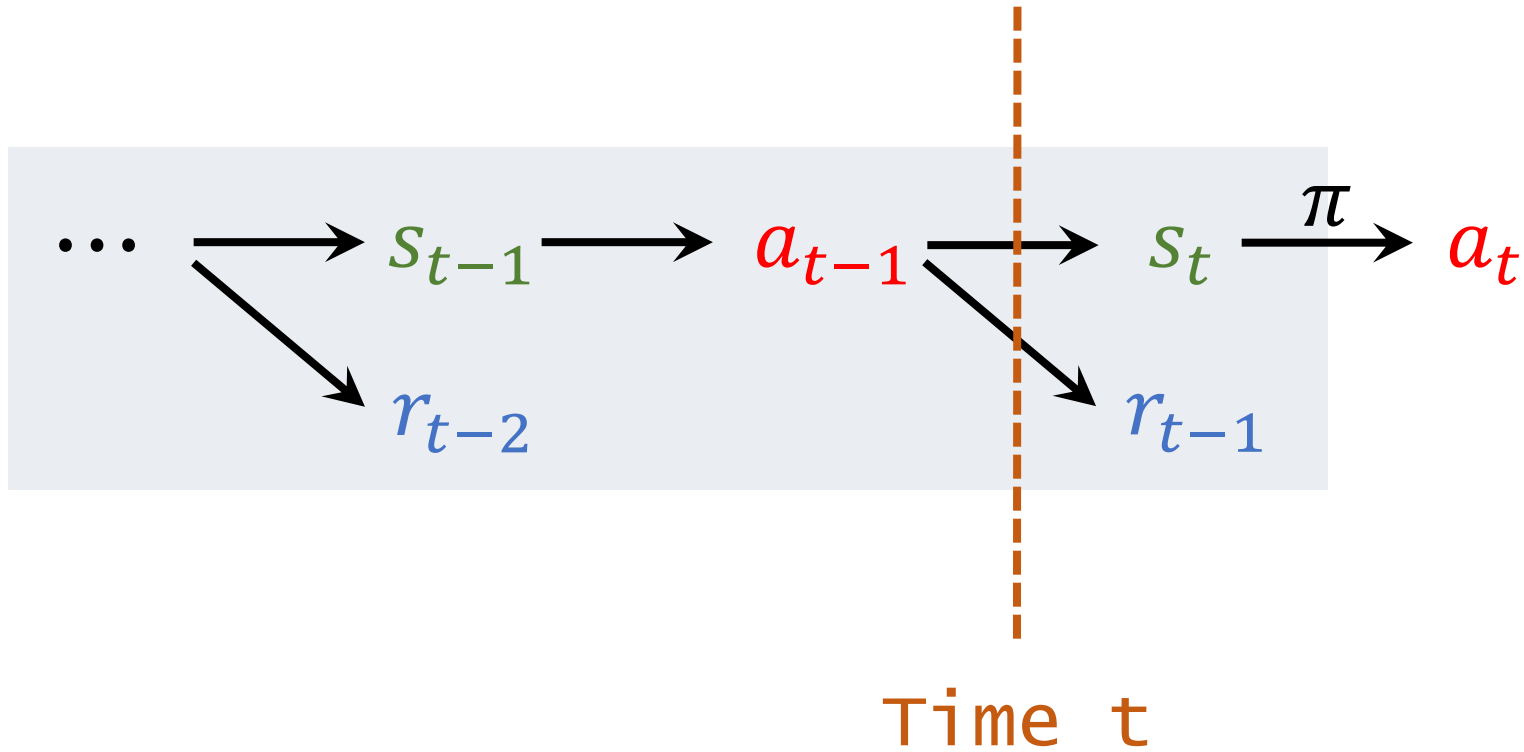 π
⋯ s_{t−1} a_{t−1} s_t a_t
r_{t−2} r_{t−1}
Time t